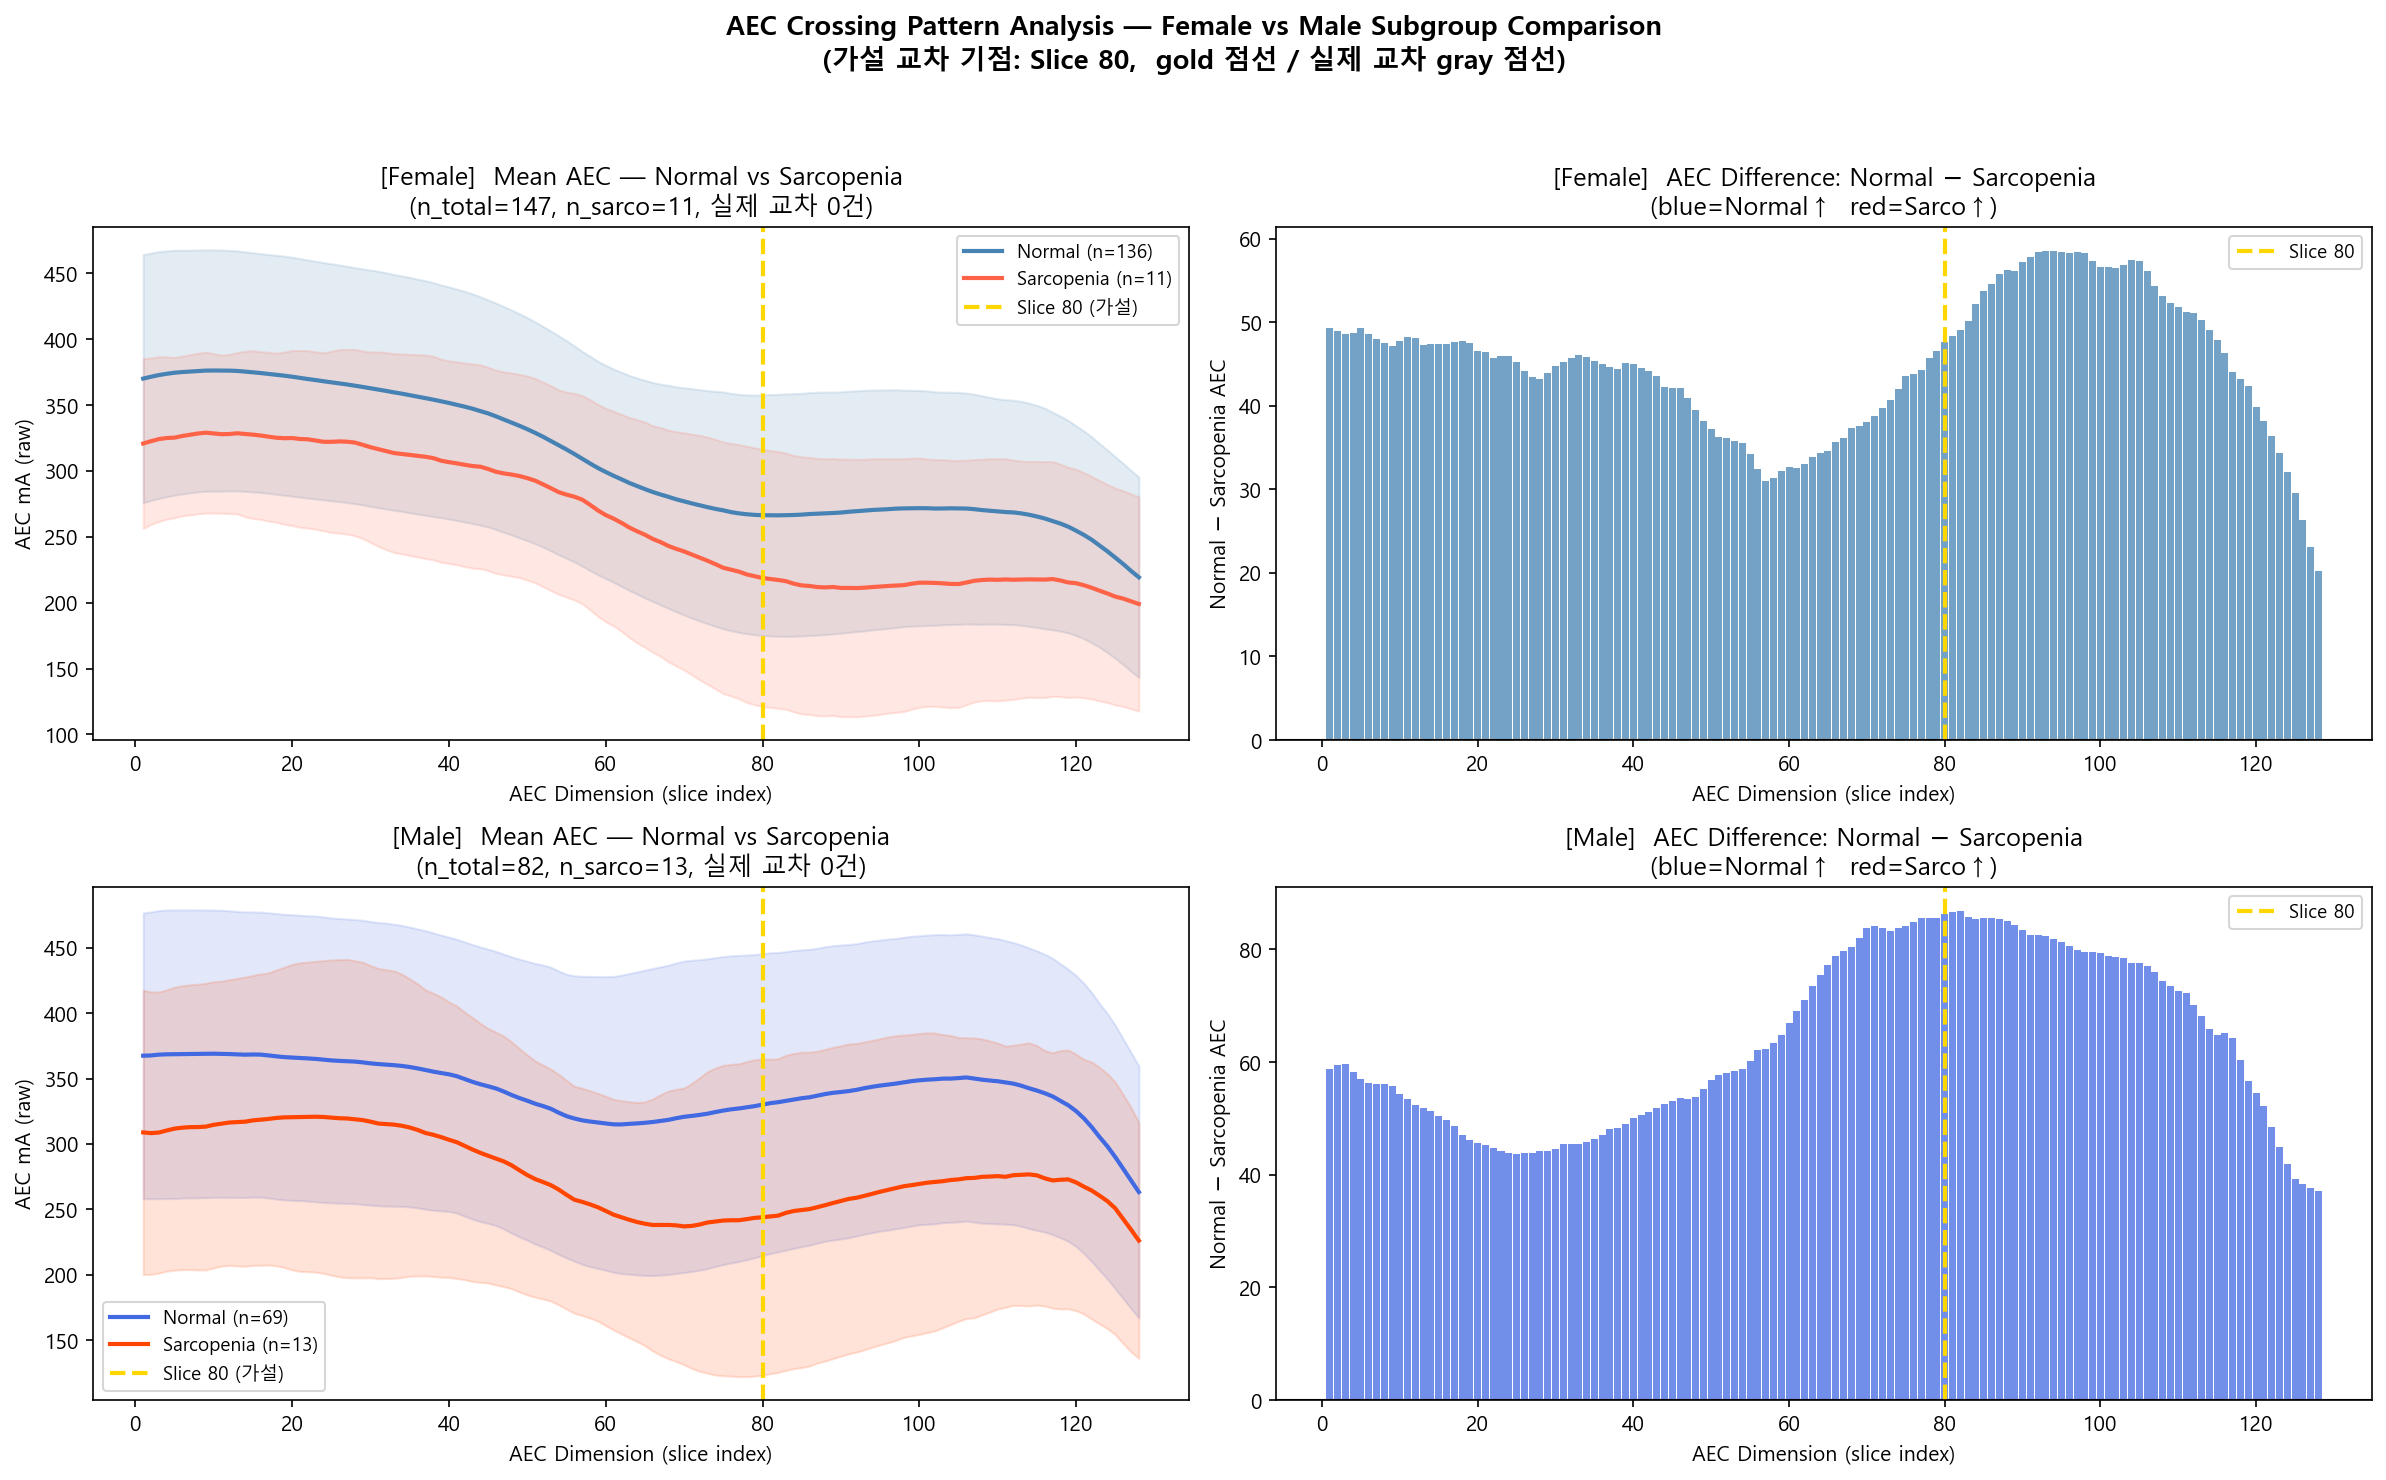 AEC Crossing Pattern Analysis — Female vs Male Subgroup Comparison
(가설 교차 기점: Slice 80,  gold 점선 / 실제 교차 gray 점선)
[Female]  Mean AEC — Normal vs Sarcopenia
(n_total=147, n_sarco=11, 실제 교차 0건)
AEC mA (raw)
450
400
350
300
250
200
150
100
Normal (n=136)
Sarcopenia (n=11)
Slice 80 (가설)
0 20 40 60 80 100 120
AEC Dimension (slice index)
[Female]  AEC Difference: Normal − Sarcopenia
(blue=Normal↑  red=Sarco↑)
Normal − Sarcopenia AEC
60
50
40
30
20
10
0
Slice 80
0 20 40 60 80 100 120
AEC Dimension (slice index)
[Male]  Mean AEC — Normal vs Sarcopenia
(n_total=82, n_sarco=13, 실제 교차 0건)
AEC mA (raw)
450
400
350
300
250
200
150
Normal (n=69)
Sarcopenia (n=13)
Slice 80 (가설)
0 20 40 60 80 100 120
AEC Dimension (slice index)
[Male]  AEC Difference: Normal − Sarcopenia
(blue=Normal↑  red=Sarco↑)
Normal − Sarcopenia AEC
80
60
40
20
0
Slice 80
0 20 40 60 80 100 120
AEC Dimension (slice index)